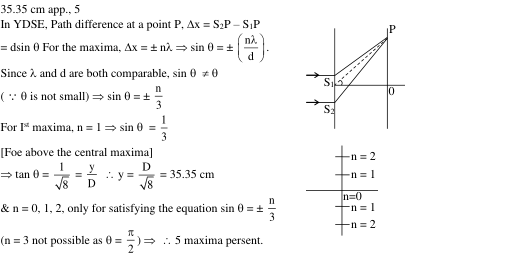 35.35 cm app., 5
In YDSE, Path difference at a point P, Δx = S₂P – S₁P
= dsin θ For the maxima, Δx = ± nλ ⇒ sin θ = ± (nλ/d).
Since λ and d are both comparable, sin θ ≠ θ
( ∵ θ is not small) ⇒ sin θ = ± n/3
For Iˢᵗ maxima, n = 1 ⇒ sin θ = 1/3
[Foe above the central maxima]
⇒ tan θ = 1/√8 = y/D ∴ y = D/√8 = 35.35 cm
& n = 0, 1, 2, only for satisfying the equation sin θ = ± n/3
(n = 3 not possible as θ = π/2) ⇒ ∴ 5 maxima persent.
P
S₁
0
S₂
n = 2
n = 1
n=0
n = 1
n = 2